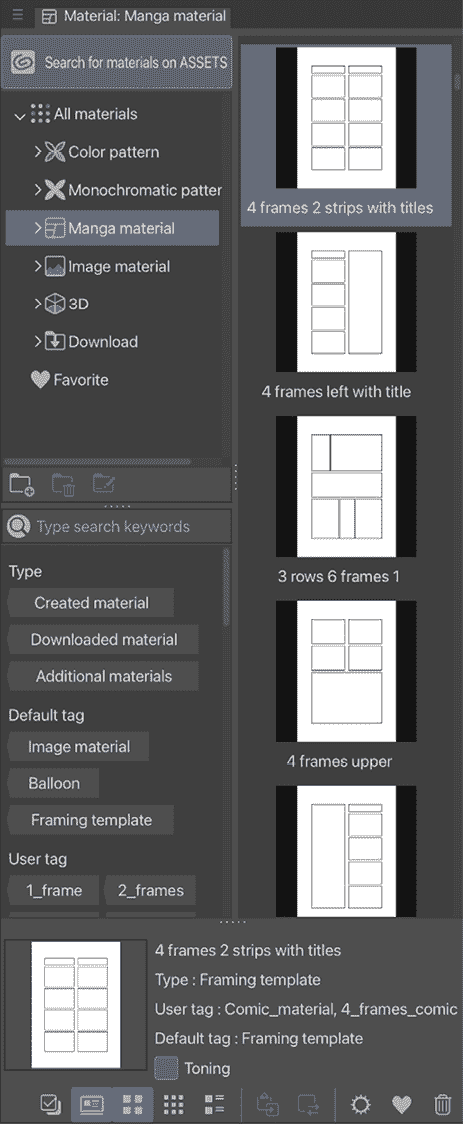 Material: Manga material
Search for materials on ASSETS
All materials
Color pattern
Monochromatic patter
Manga material
Image material
3D
Download
Favorite
Type search keywords
Type
Created material
Downloaded material
Additional materials
Default tag
Image material
Balloon
Framing template
User tag
1_frame 2_frames
4 frames 2 strips with titles
4 frames left with title
3 rows 6 frames 1
4 frames upper
4 frames 2 strips with titles
Type : Framing template
User tag : Comic_material, 4_frames_comic
Default tag : Framing template
Toning